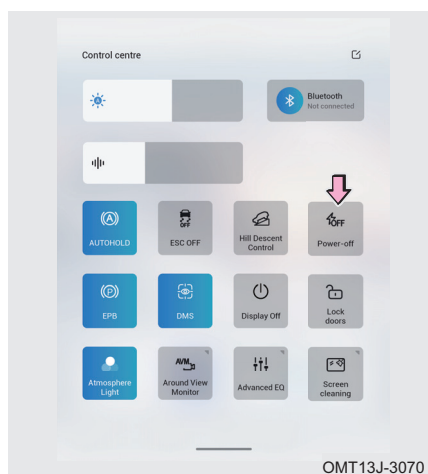 Control centre
Bluetooth
Not connected
AUTOHOLD
OFF
ESC OFF
Hill Descent
Control
OFF
Power-off
EPB
DMS
Display Off
Lock
doors
Atmosphere
Light
AVM
Around View
Monitor
Advanced EQ
Screen
cleaning
OMT13J-3070